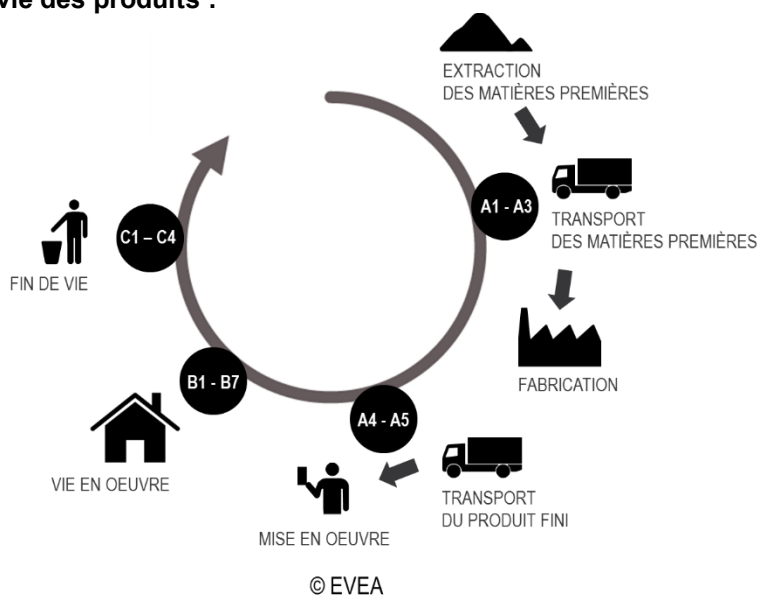 vie des produits :
EXTRACTION
DES MATIÈRES PREMIÈRES
A1 - A3
TRANSPORT
DES MATIÈRES PREMIÈRES
FABRICATION
A4 - A5
TRANSPORT
DU PRODUIT FINI
MISE EN OEUVRE
B1 - B7
VIE EN OEUVRE
C1 – C4
FIN DE VIE
© EVEA